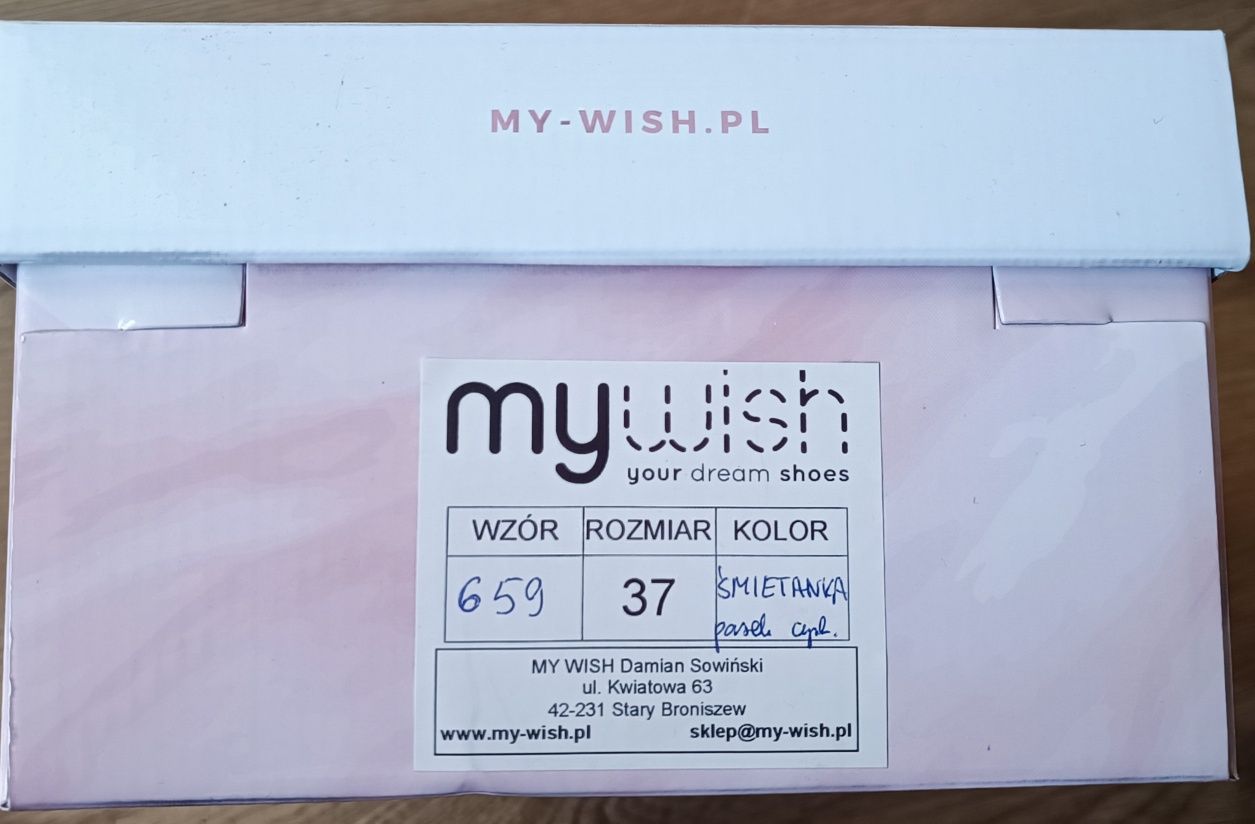 MY-WISH.PL
mywish
your dream shoes
WZÓR ROZMIAR KOLOR
659 37 ŚMIETANKA
pasek
MY WISH Damian Sowiński
ul. Kwiatowa 63
42-231 Stary Broniszew
www.my-wish.pl sklep@my-wish.pl